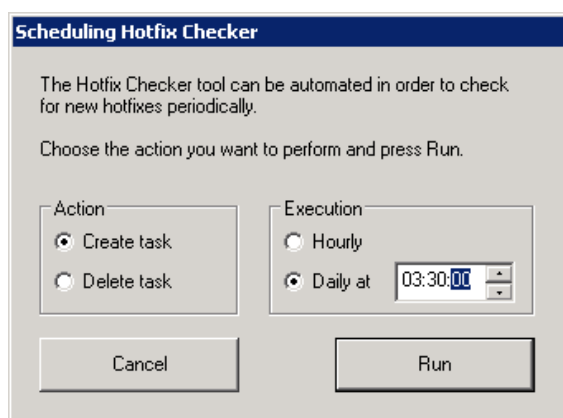 Scheduling Hotfix Checker
The Hotfix Checker tool can be automated in order to check
for new hotfixes periodically.
Choose the action you want to perform and press Run.
Action
Create task
Delete task
Execution
Hourly
Daily at 03:30:00
Cancel
Run